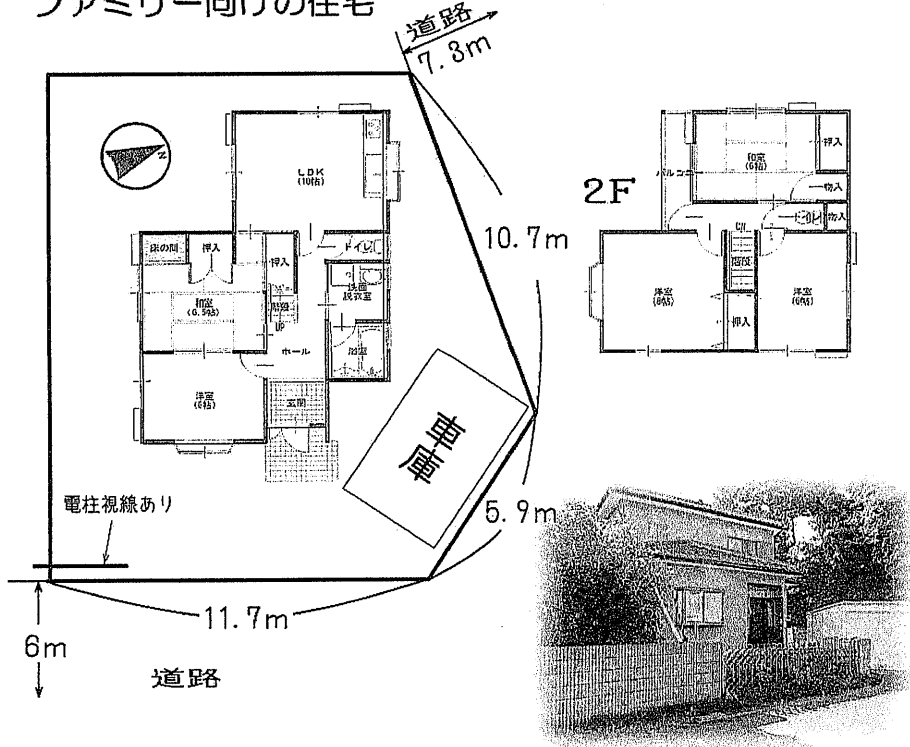 ファミリー向けの住宅
道路
7.3m
N
LDK
(10帖)
2F
和室
(6帖)
押入
バルコニー
物入
トイレ
物入
DN
階段
洋室
(8帖)
押入
洋室
(6帖)
10.7m
床の間
押入
押入
トイレ
洗面
脱衣室
和室
(6.5帖)
階段
UP
ホール
浴室
洋室
(6帖)
玄関
車庫
電柱視線あり
5.9m
11.7m
6m
道路